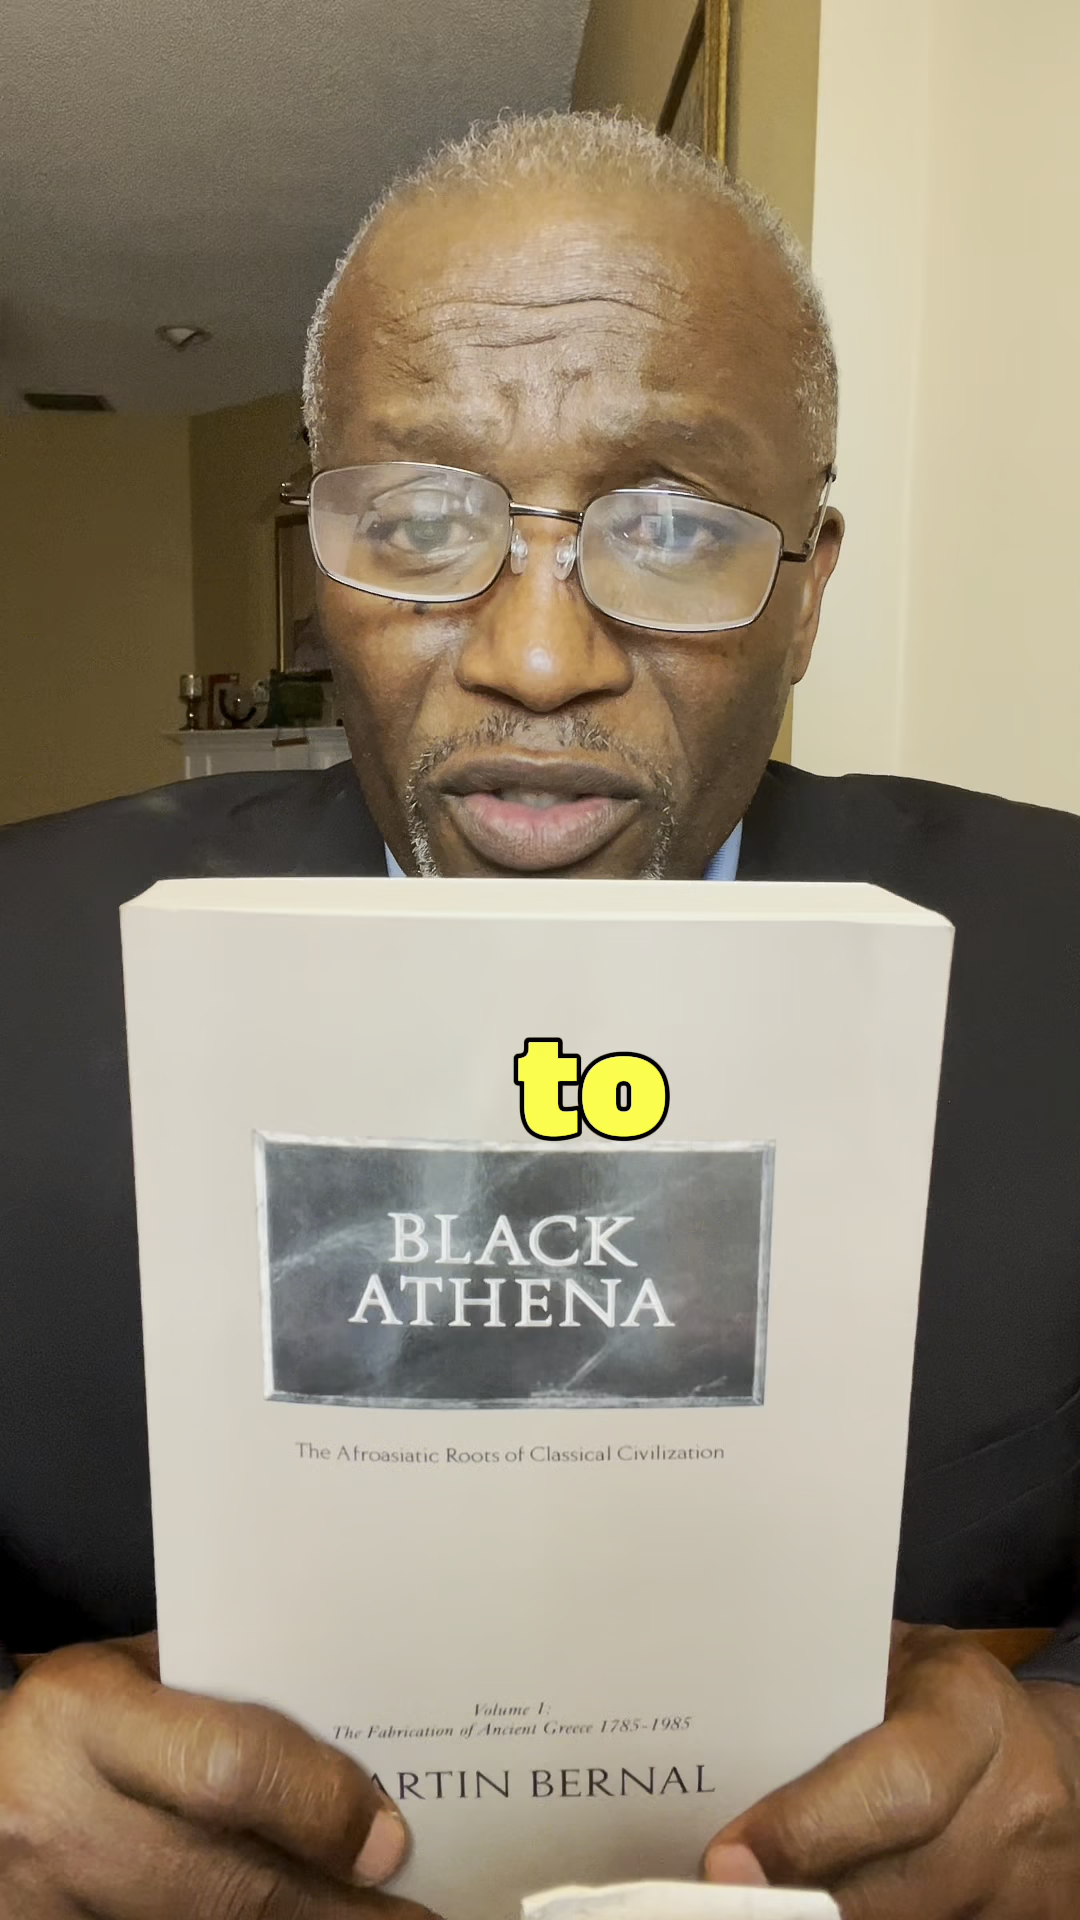 to
BLACK
ATHENA
The Afroasiatic Roots of Classical Civilization
Volume 1:
The Fabrication of Ancient Greece 1785-1985
ARTIN BERNAL